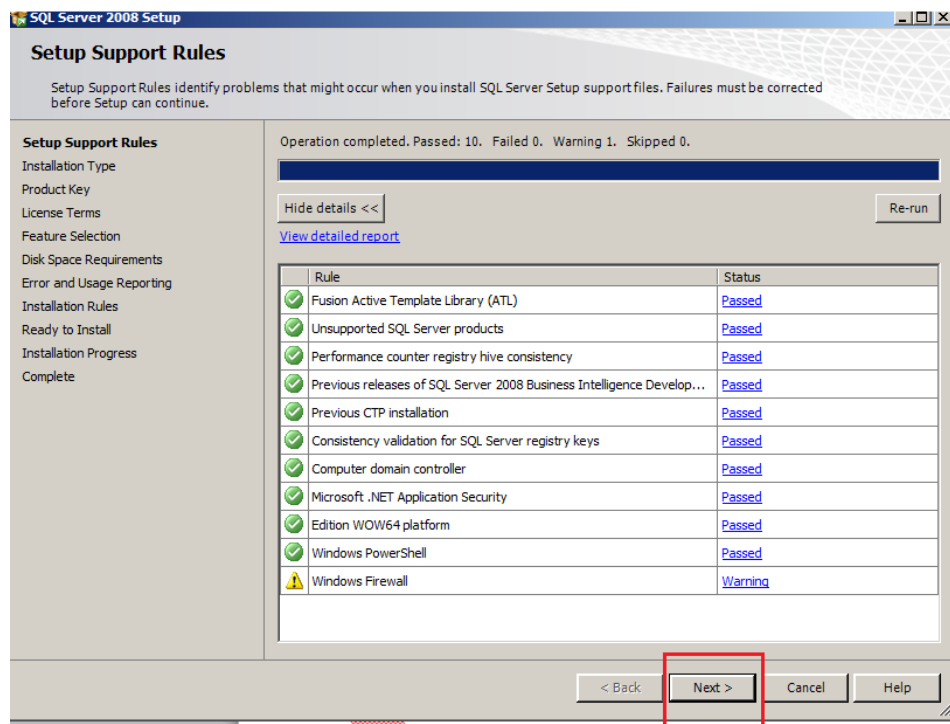 SQL Server 2008 Setup
Setup Support Rules
Setup Support Rules identify problems that might occur when you install SQL Server Setup support files. Failures must be corrected
before Setup can continue.
Setup Support Rules
Installation Type
Product Key
License Terms
Feature Selection
Disk Space Requirements
Error and Usage Reporting
Installation Rules
Ready to Install
Installation Progress
Complete
Operation completed. Passed: 10. Failed 0. Warning 1. Skipped 0.
Hide details <<
Re-run
View detailed report
Rule Status
Fusion Active Template Library (ATL) Passed
Unsupported SQL Server products Passed
Performance counter registry hive consistency Passed
Previous releases of SQL Server 2008 Business Intelligence Develop... Passed
Previous CTP installation Passed
Consistency validation for SQL Server registry keys Passed
Computer domain controller Passed
Microsoft .NET Application Security Passed
Edition WOW64 platform Passed
Windows PowerShell Passed
Windows Firewall Warning
< Back Next > Cancel Help